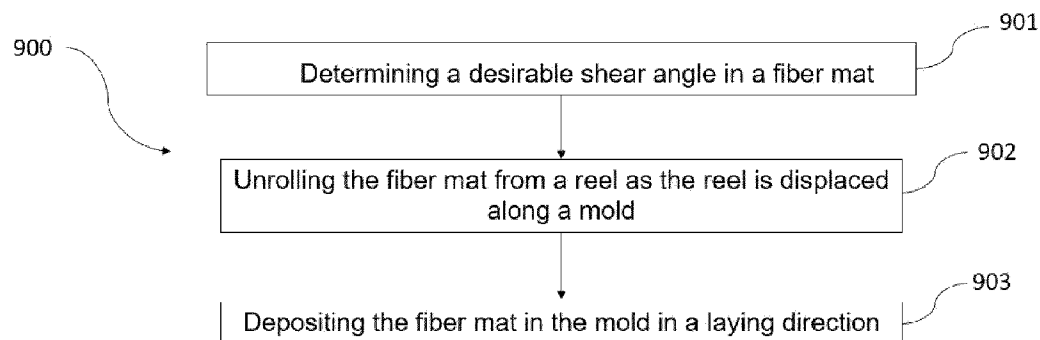 901
900
Determining a desirable shear angle in a fiber mat
902
Unrolling the fiber mat from a reel as the reel is displaced
along a mold
903
Depositing the fiber mat in the mold in a laying direction